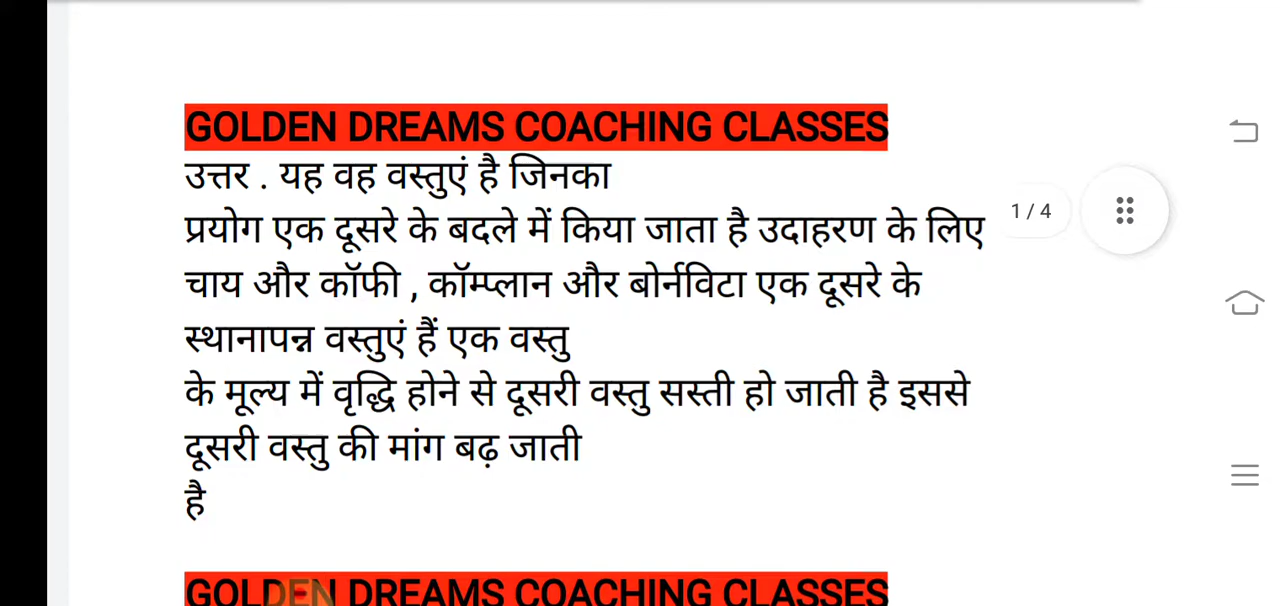 GOLDEN DREAMS COACHING CLASSES
उत्तर . यह वह वस्तुएं है जिनका
प्रयोग एक दूसरे के बदले में किया जाता है उदाहरण के लिए
चाय और कॉफी , कॉम्प्लान और बोर्नविटा एक दूसरे के
स्थानापन्न वस्तुएं हैं एक वस्तु
के मूल्य में वृद्धि होने से दूसरी वस्तु सस्ती हो जाती है इससे
दूसरी वस्तु की मांग बढ़ जाती
है
1 / 4
GOLDEN DREAMS COACHING CLASSES